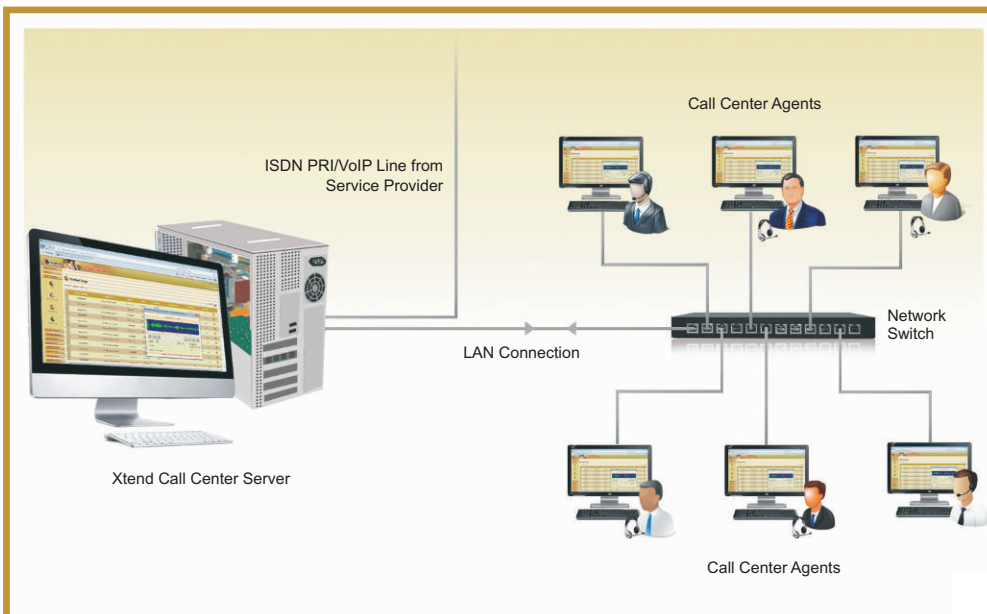 Call Center Agents
ISDN PRI/VoIP Line from
Service Provider
Network
Switch
LAN Connection
Xtend Call Center Server
Call Center Agents